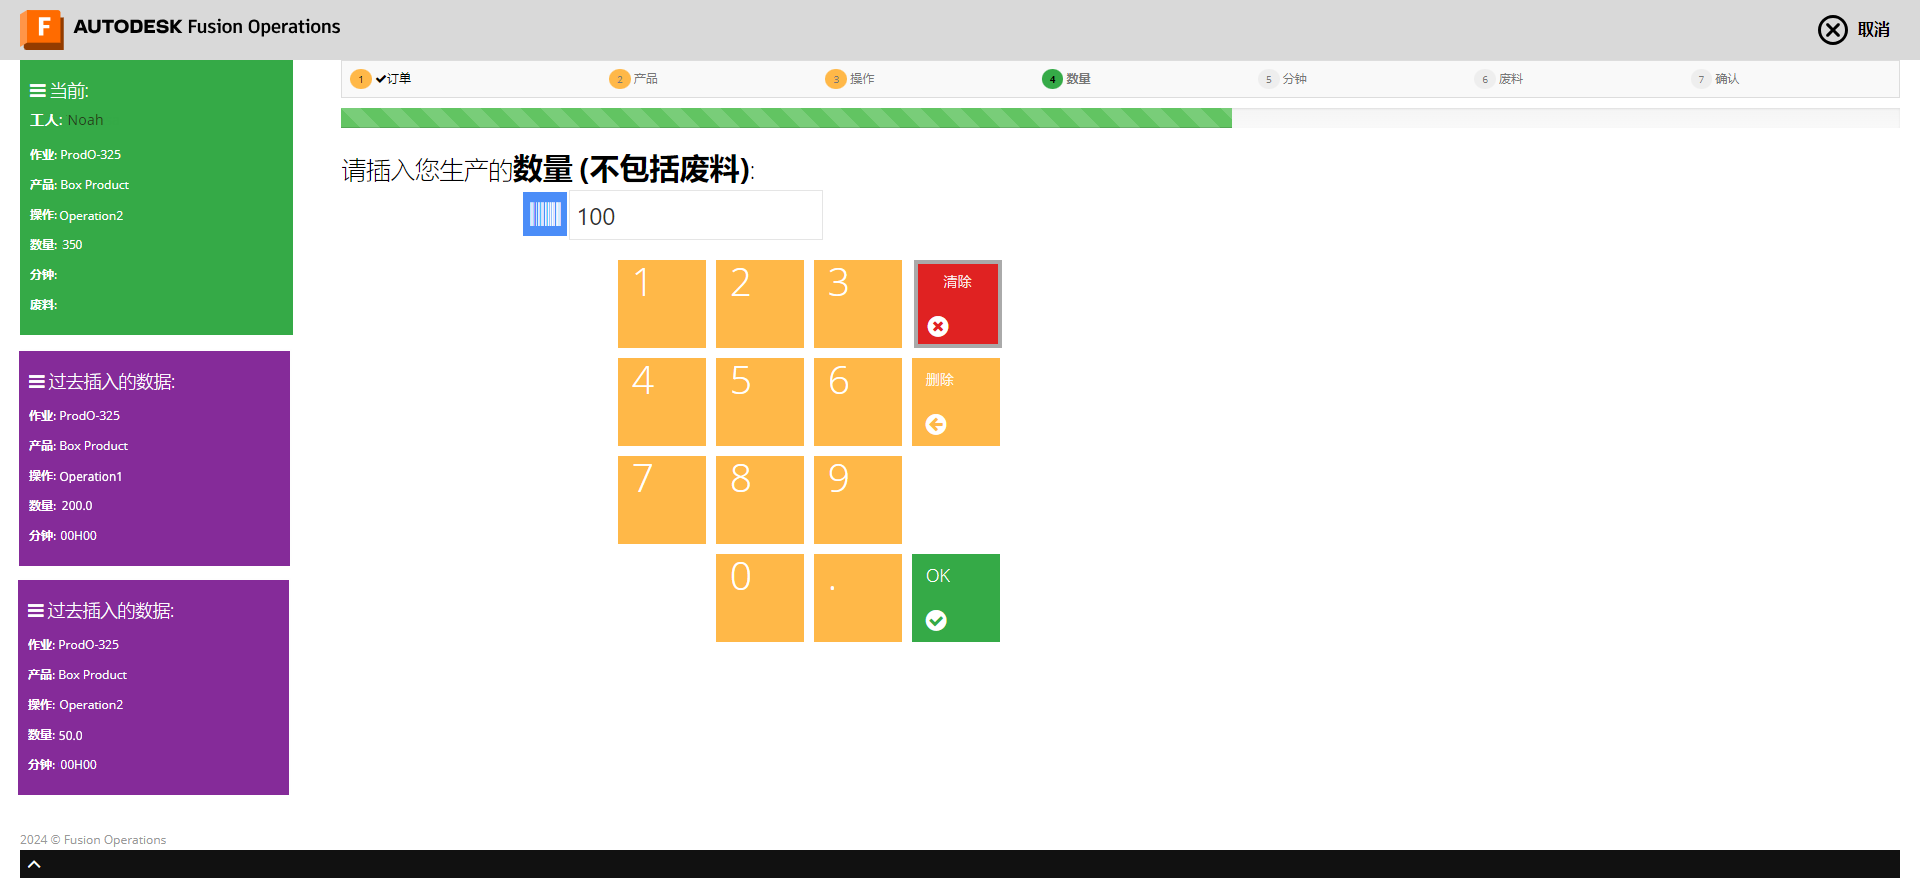 F AUTODESK Fusion Operations
取消
当前:
工人: Noah
作业: ProdO-325
产品: Box Product
操作: Operation2
数量: 350
分钟:
废料:
过去插入的数据:
作业: ProdO-325
产品: Box Product
操作: Operation1
数量: 200.0
分钟: 00H00
过去插入的数据:
作业: ProdO-325
产品: Box Product
操作: Operation2
数量: 50.0
分钟: 00H00
1 ✔订单 2 产品 3 操作 4 数量 5 分钟 6 废料 7 确认
请插入您生产的数量 (不包括废料):
100
1 2 3 清除
4 5 6 删除
7 8 9
0 . OK
2024 © Fusion Operations